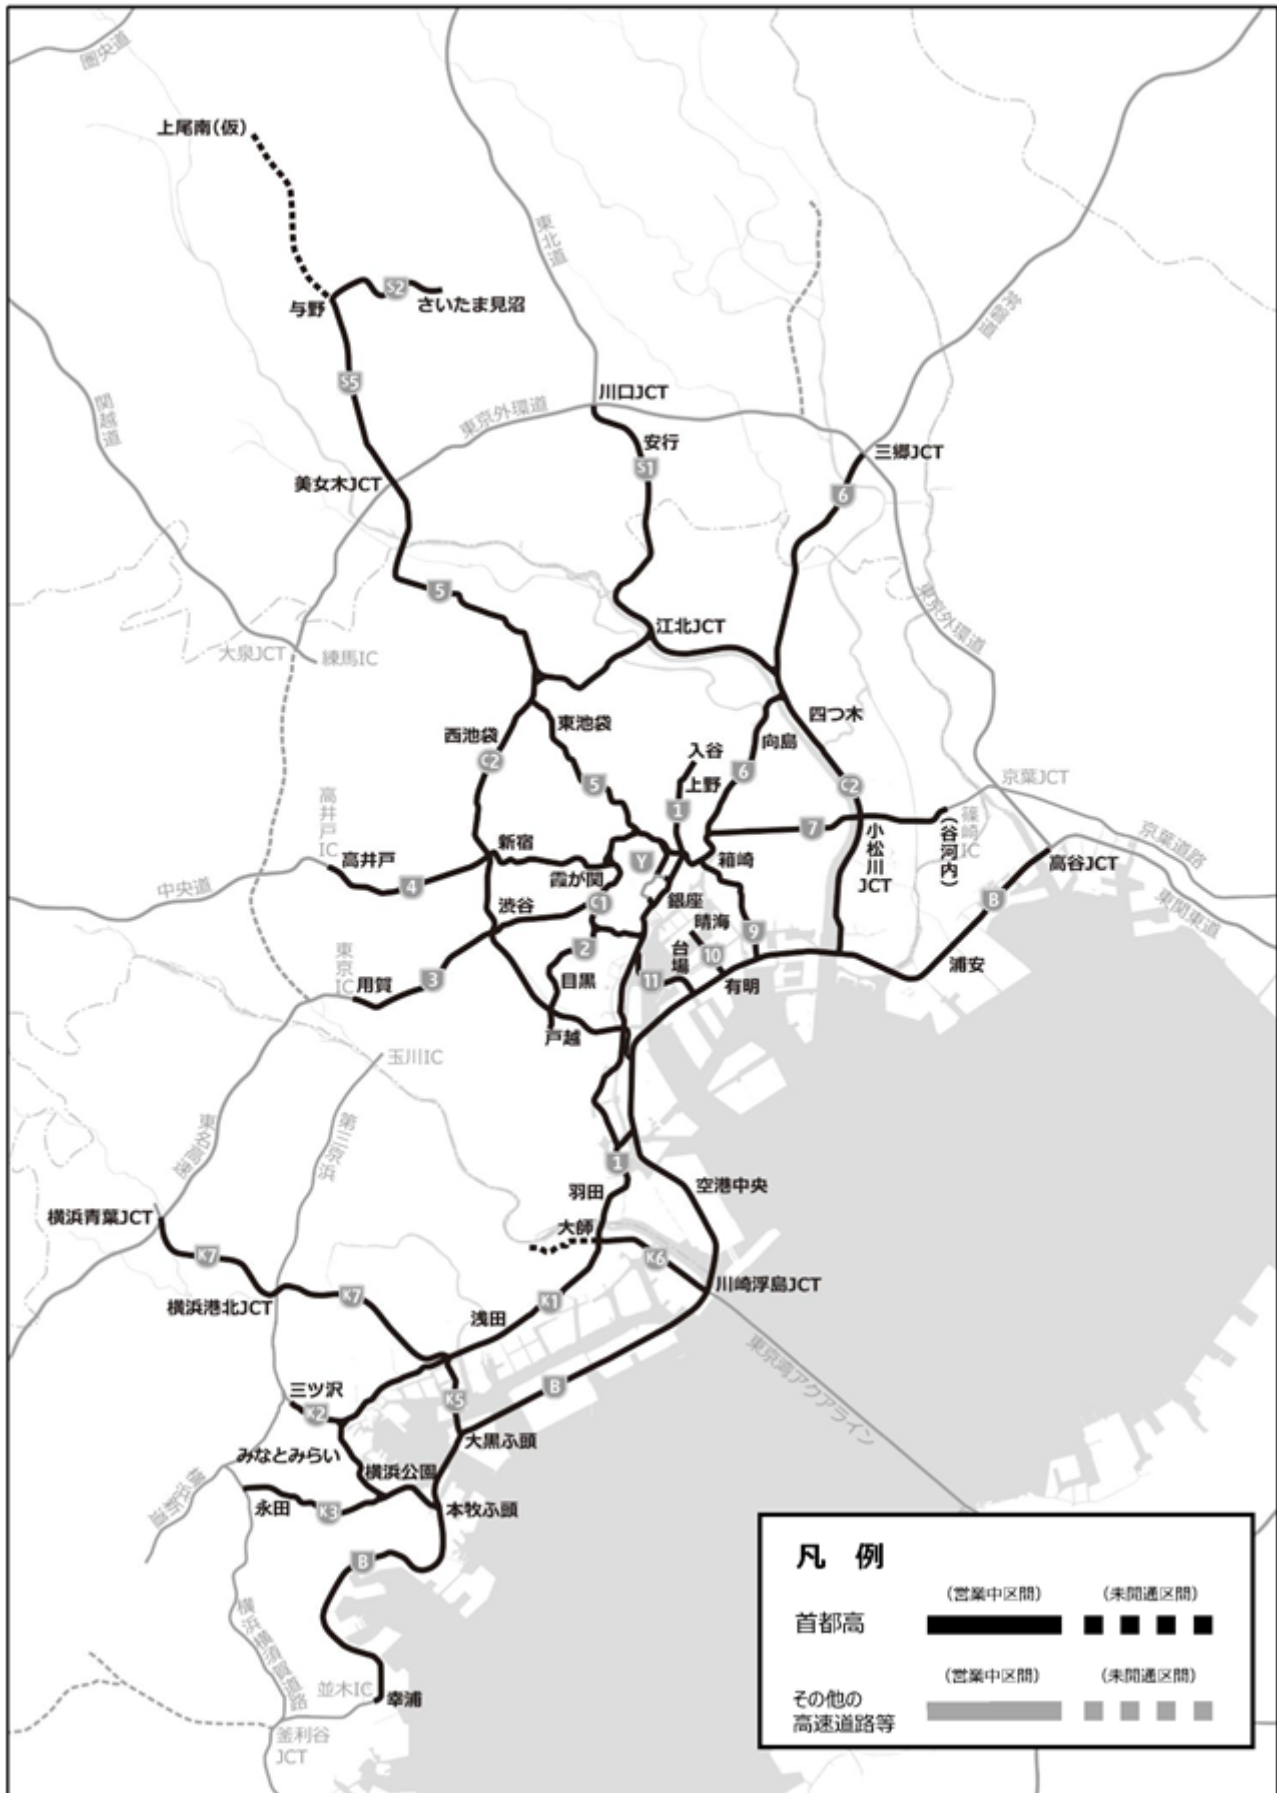 圏央道
上尾南(仮)
東北道
常磐道
S2
与野
さいたま見沼
S5
関越道
川口JCT
東京外環道
安行
S1
三郷JCT
美女木JCT
6
5
東京外環道
江北JCT
大泉JCT
練馬IC
四つ木
東池袋
西池袋
向島
入谷
C2
上野
6
京葉JCT
5
C2
高井戸IC
1
篠崎IC
7
(谷河内)
京葉道路
小松川JCT
新宿
箱崎
高井戸
Y
高谷JCT
霞が関
中央道
4
B
東関東道
C1
銀座
渋谷
晴海
9
2
台場
10
東京IC
浦安
3
目黒
11
有明
用賀
戸越
玉川IC
東名高速
第三京浜
1
空港中央
羽田
横浜青葉JCT
大師
K7
K6
川崎浮島JCT
K7
K1
横浜港北JCT
浅田
東京湾アクアライン
三ツ沢
B
K5
K2
大黒ふ頭
みなとみらい
横浜公園
横浜新道
永田
K3
本牧ふ頭
B
横浜横須賀道路
並木IC
幸浦
釜利谷JCT
凡 例
(営業中区間)
(未開通区間)
首都高
(営業中区間)
(未開通区間)
その他の
高速道路等